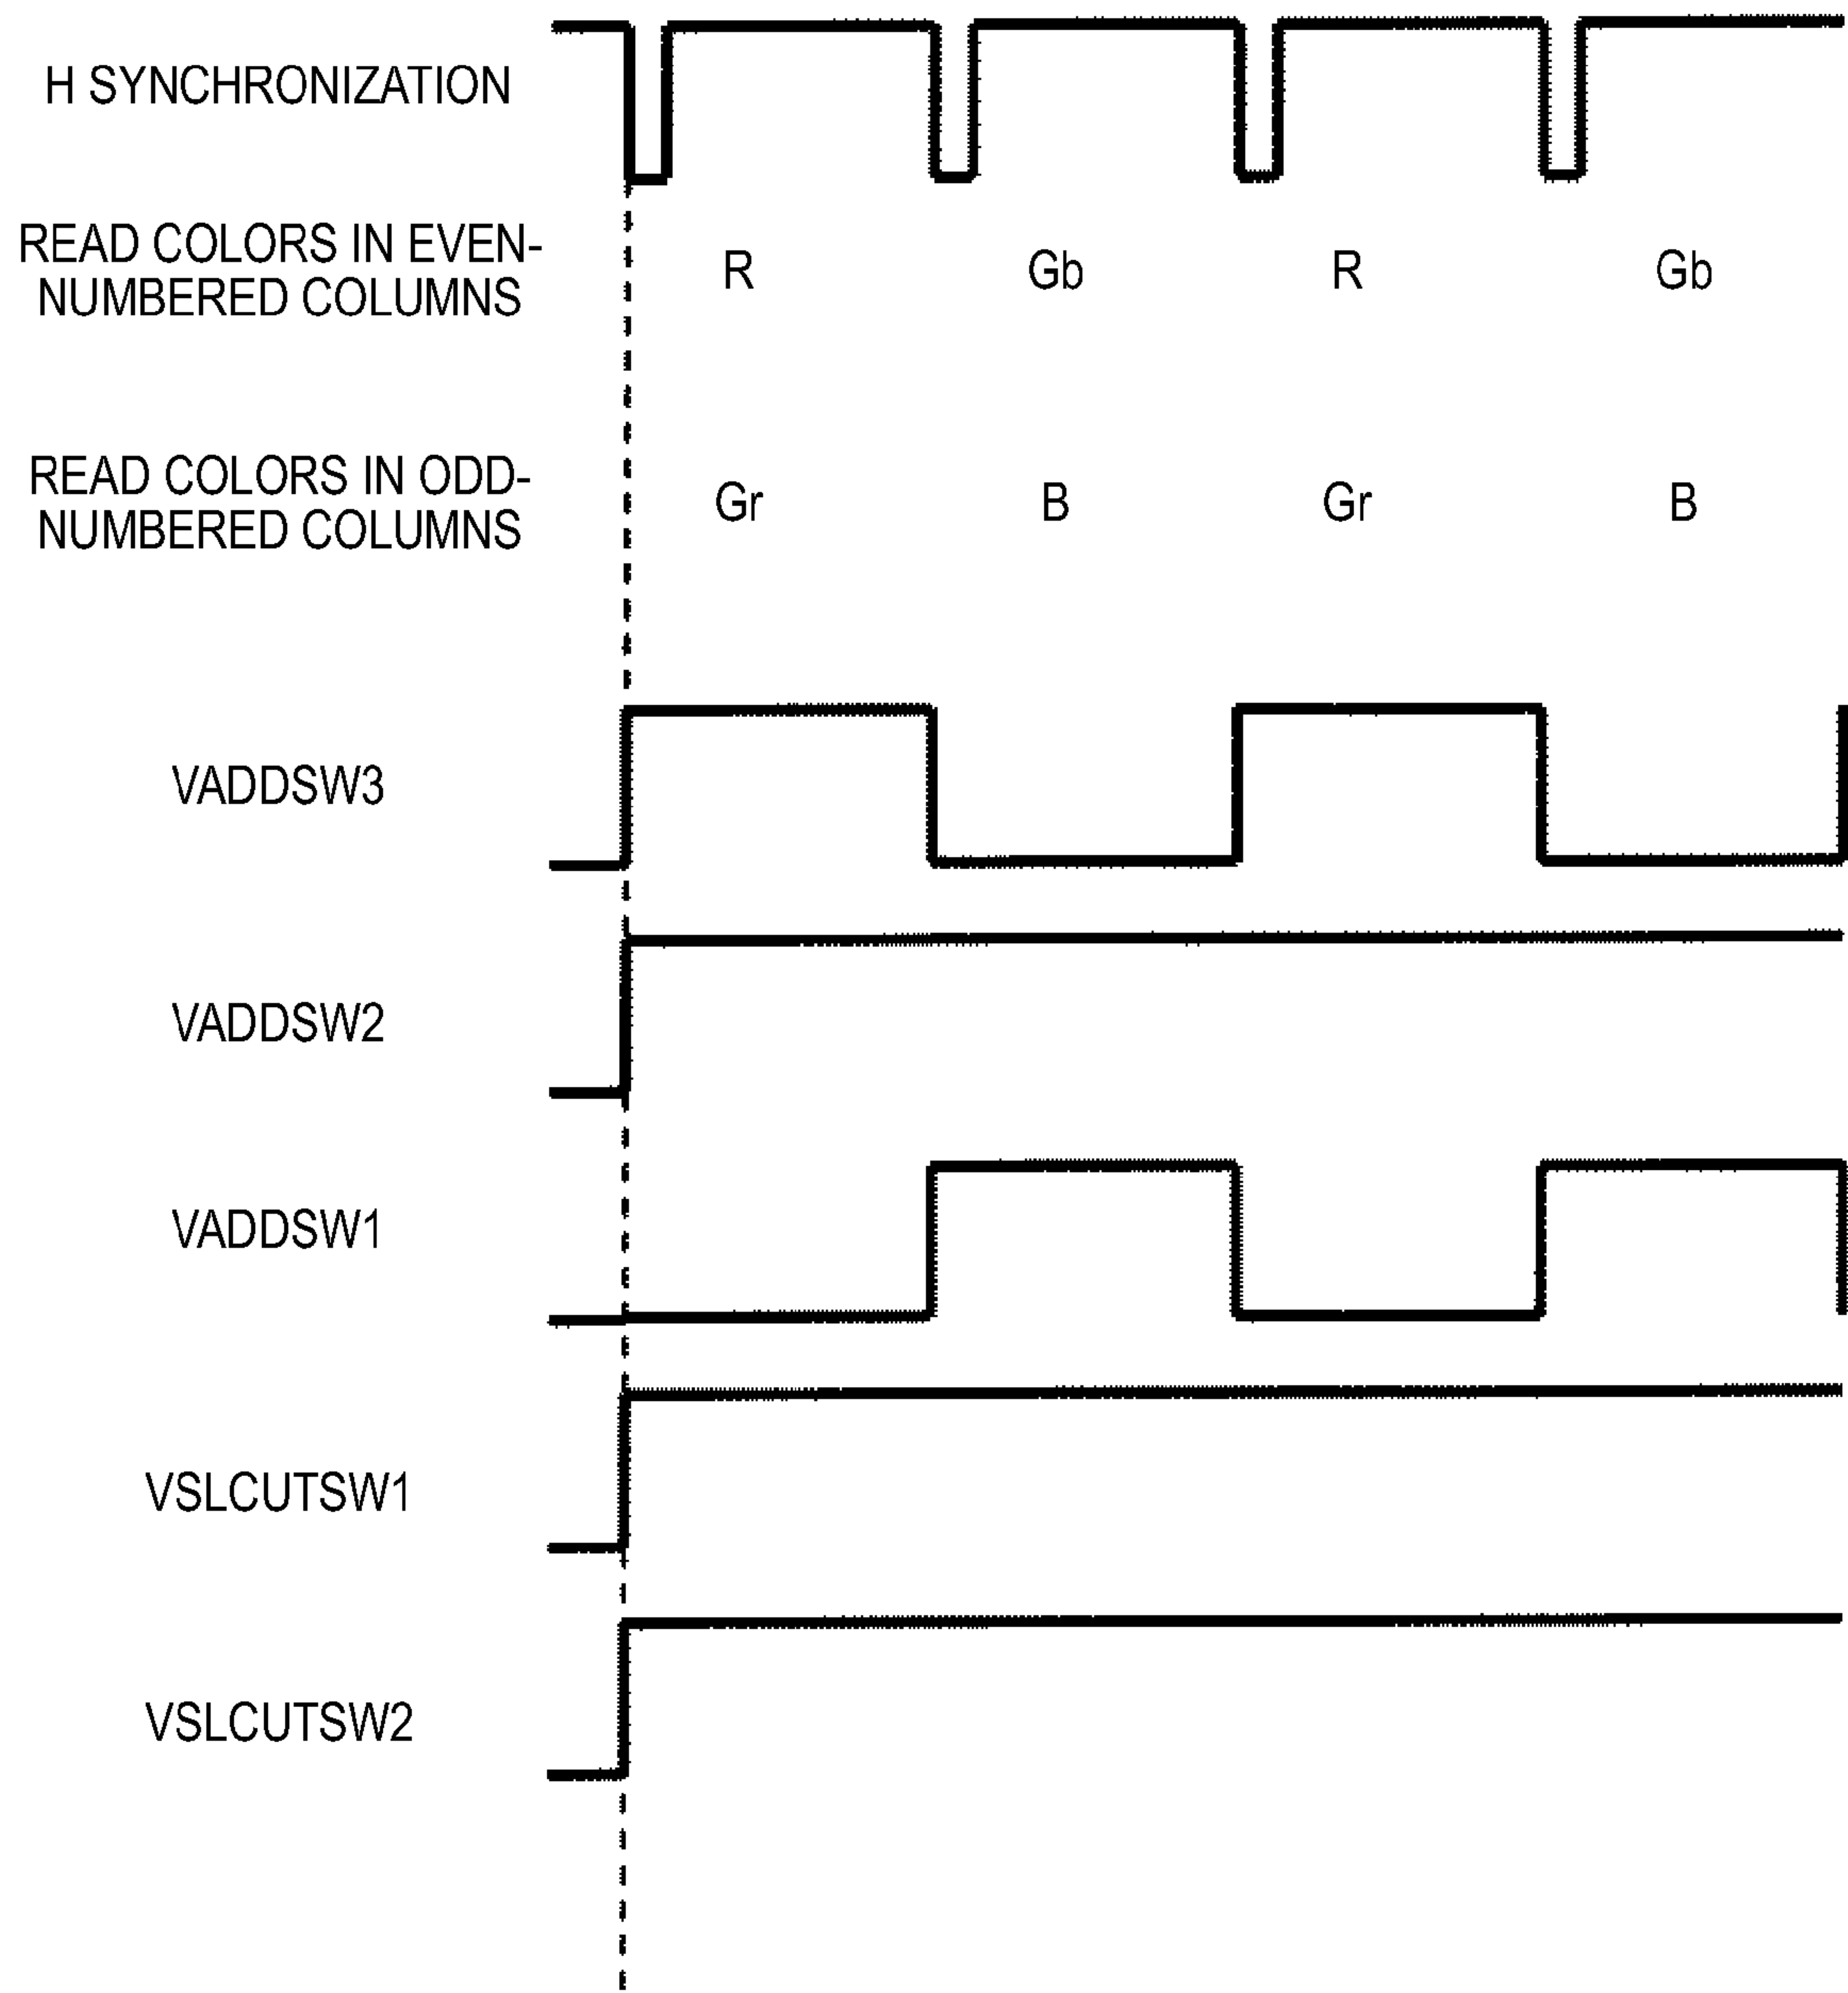 H SYNCHRONIZATION
READ COLORS IN EVEN-
NUMBERED COLUMNS
R Gb R Gb
READ COLORS IN ODD-
NUMBERED COLUMNS
Gr B Gr B
VADDSW3
VADDSW2
VADDSW1
VSLCUTSW1
VSLCUTSW2